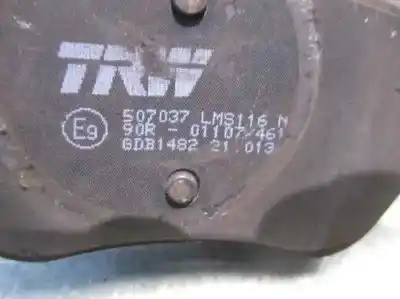 TRW
E9
507037 LMS116 N
90R - 01107/461
GDB1482 21.013